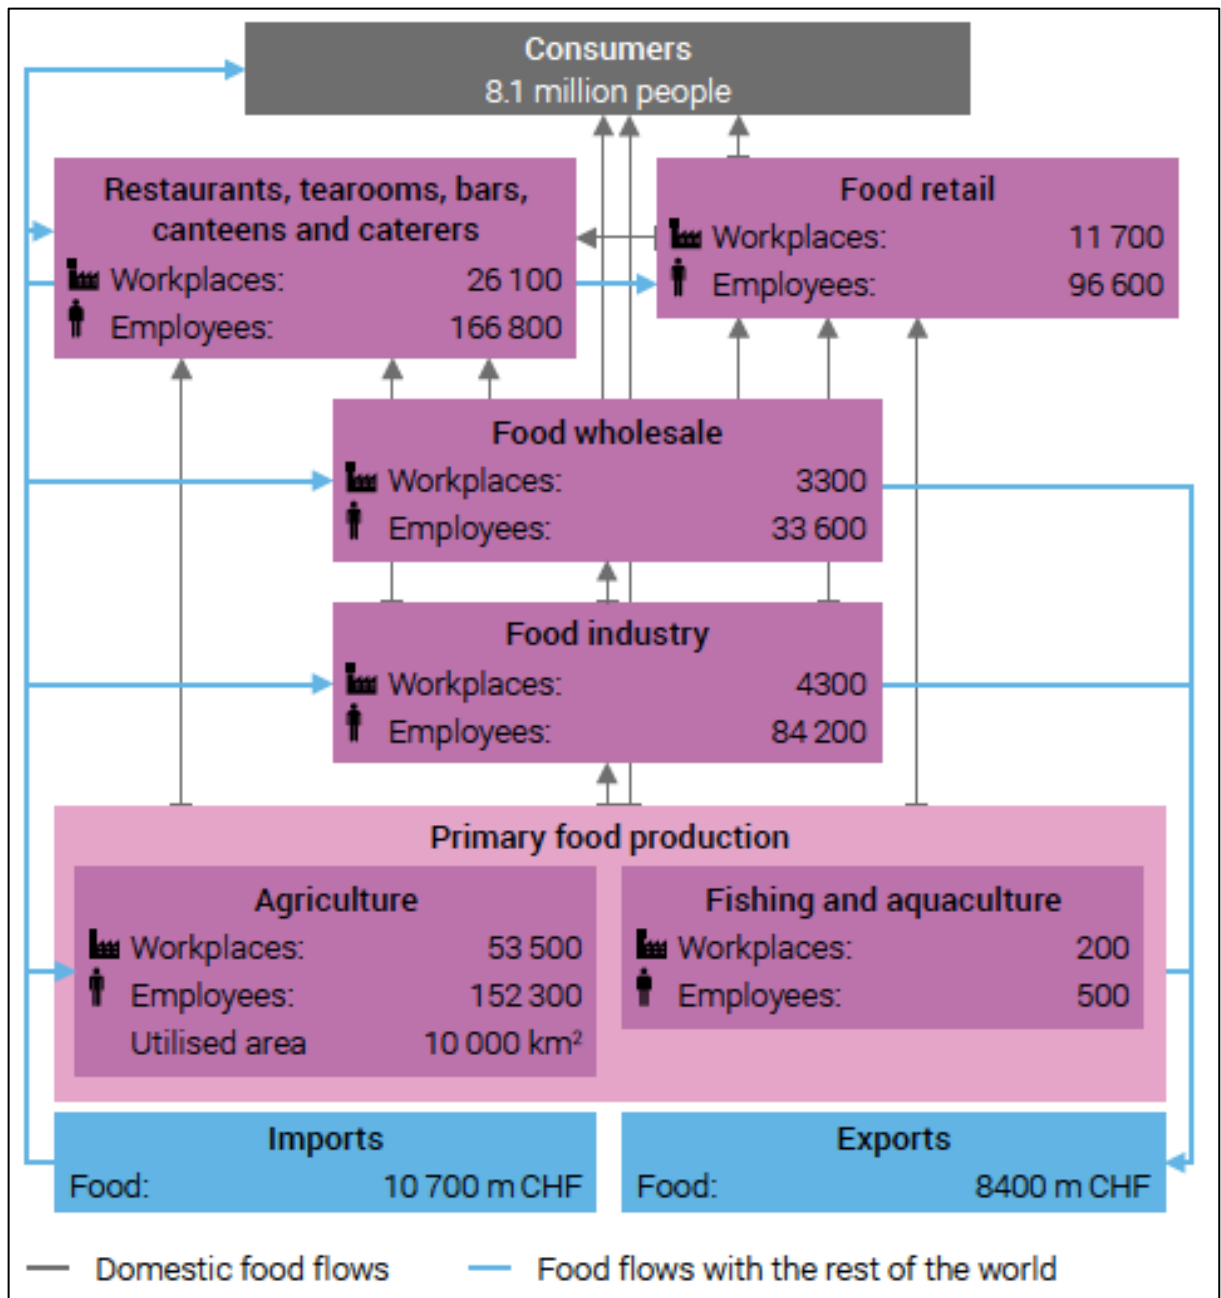 Consumers
8.1 million people
Restaurants, tearooms, bars,
canteens and caterers
Workplaces: 26 100
Employees: 166 800
Food retail
Workplaces: 11 700
Employees: 96 600
Food wholesale
Workplaces: 3300
Employees: 33 600
Food industry
Workplaces: 4300
Employees: 84 200
Primary food production
Agriculture
Workplaces: 53 500
Employees: 152 300
Utilised area 10 000 km²
Fishing and aquaculture
Workplaces: 200
Employees: 500
Imports
Food: 10 700 m CHF
Exports
Food: 8400 m CHF
Domestic food flows
Food flows with the rest of the world